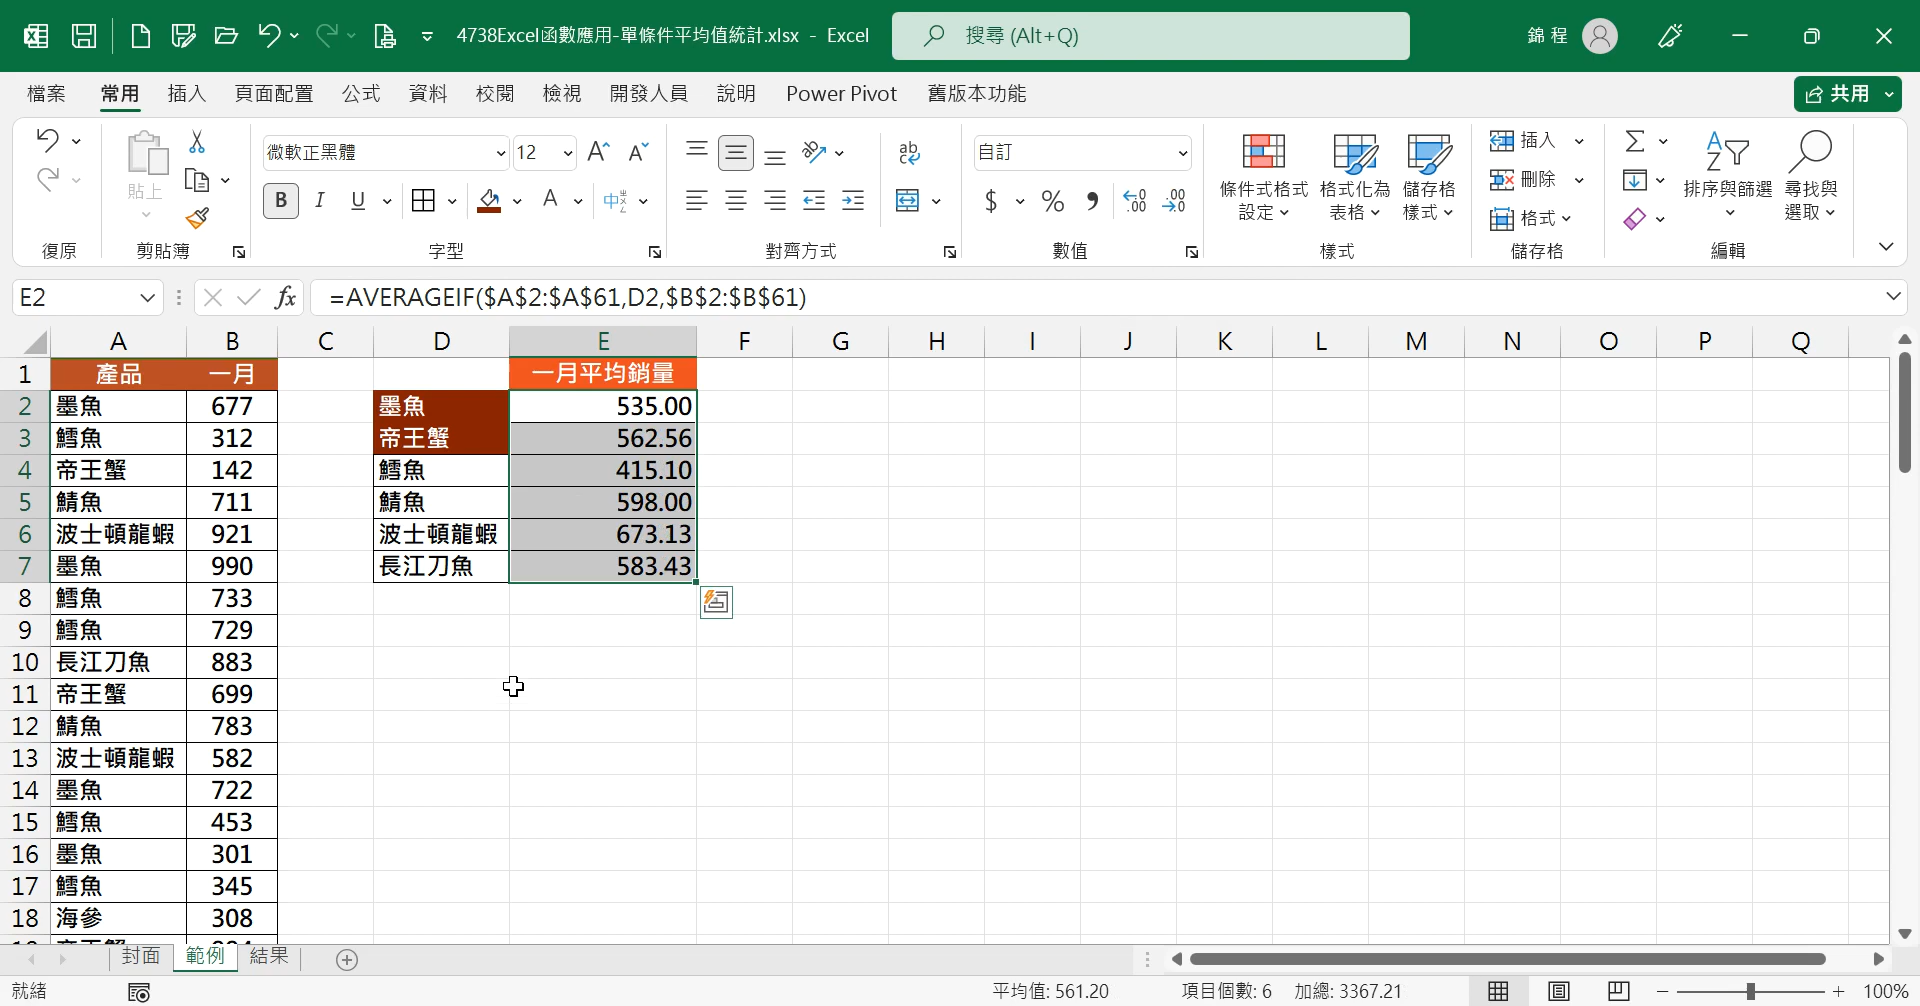 4738Excel函數應用-單條件平均值統計.xlsx - Excel
搜尋 (Alt+Q)
錦 程
檔案 常用 插入 頁面配置 公式 資料 校閱 檢視 開發人員 說明 Power Pivot 舊版本功能
共用
貼上
微軟正黑體 12
自訂
B I U A
$ % , .00 .00
條件式格式
設定
格式化為
表格
儲存格
樣式
插入
刪除
格式
排序與篩選
尋找與
選取
復原 剪貼簿 字型 對齊方式 數值 樣式 儲存格 編輯
E2 fx =AVERAGEIF($A$2:$A$61,D2,$B$2:$B$61)
A B C D E F G H I J K L M N O P Q
1 產品 一月 一月平均銷量
2 墨魚 677 墨魚 535.00
3 鱈魚 312 帝王蟹 562.56
4 帝王蟹 142 鱈魚 415.10
5 鯖魚 711 鯖魚 598.00
6 波士頓龍蝦 921 波士頓龍蝦 673.13
7 墨魚 990 長江刀魚 583.43
8 鱈魚 733
9 鱈魚 729
10 長江刀魚 883
11 帝王蟹 699
12 鯖魚 783
13 波士頓龍蝦 582
14 墨魚 722
15 鱈魚 453
16 墨魚 301
17 鱈魚 345
18 海參 308
封面 範例 結果
就緒 平均值: 561.20 項目個數: 6 加總: 3367.21 100%